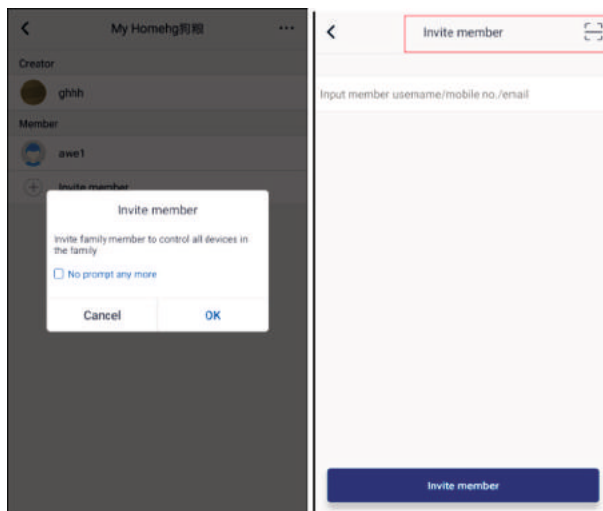 My Homehg狗粮
Creator
ghhh
Member
awe1
Invite member
Invite member
Invite family member to control all devices in
the family
No prompt any more
Cancel
OK
Invite member
Input member username/mobile no./email
Invite member